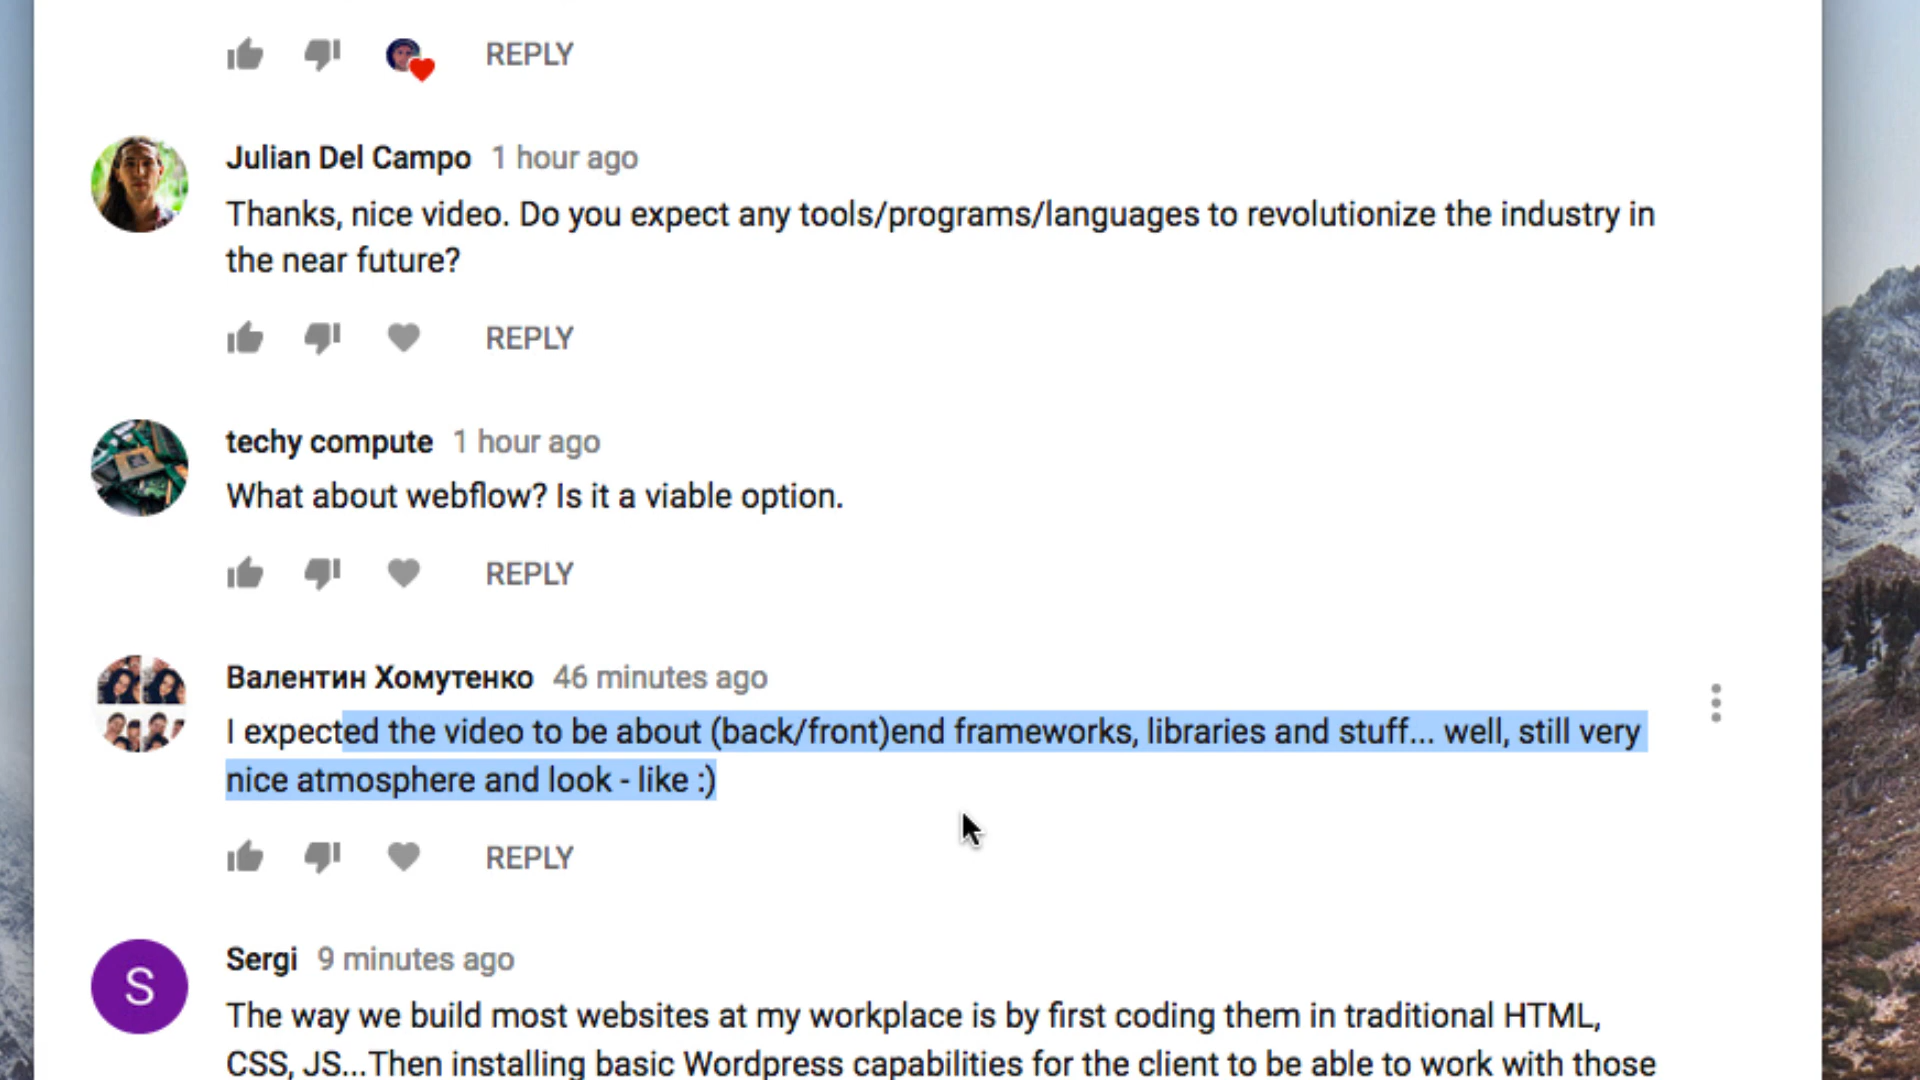 REPLY
Julian Del Campo 1 hour ago
Thanks, nice video. Do you expect any tools/programs/languages to revolutionize the industry in
the near future?
REPLY
techy compute 1 hour ago
What about webflow? Is it a viable option.
REPLY
Валентин Хомутенко 46 minutes ago
I expected the video to be about (back/front)end frameworks, libraries and stuff... well, still very
nice atmosphere and look - like :)
REPLY
S
Sergi 9 minutes ago
The way we build most websites at my workplace is by first coding them in traditional HTML,
CSS, JS...Then installing basic Wordpress capabilities for the client to be able to work with those